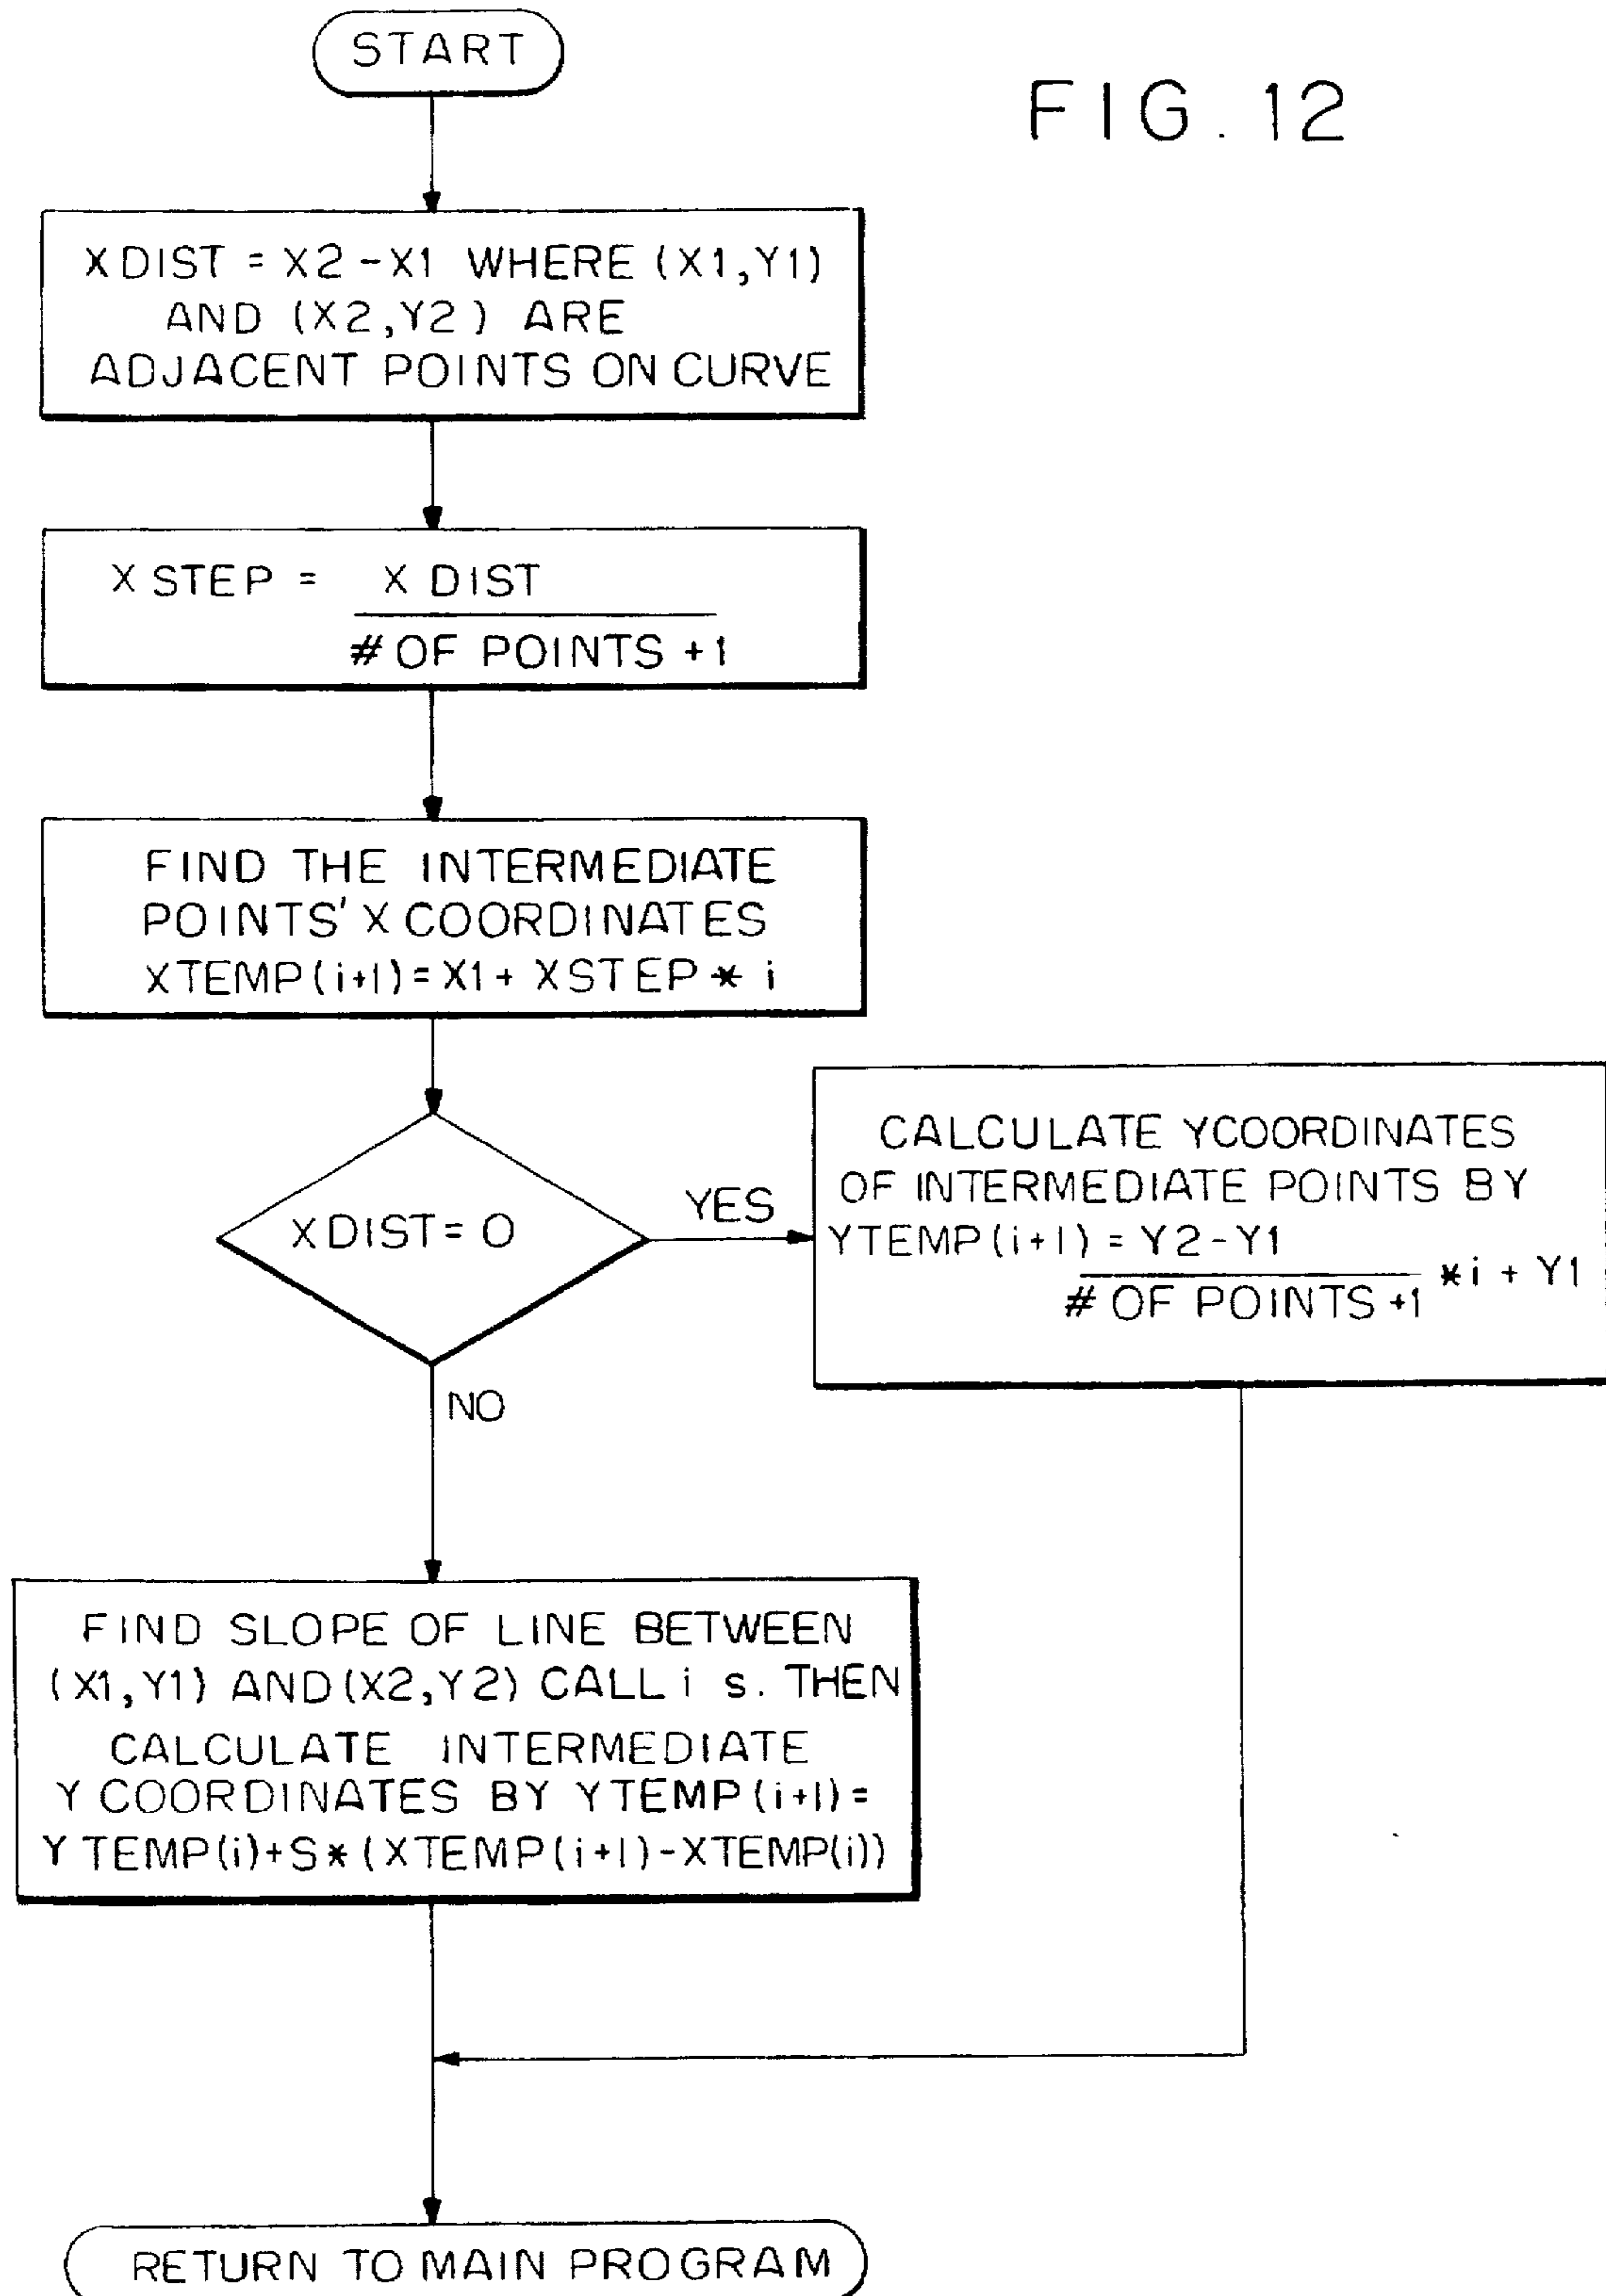 START
FIG. 12
X DIST = X2-X1 WHERE (X1,Y1)
AND (X2,Y2) ARE
ADJACENT POINTS ON CURVE
X STEP = X DIST
# OF POINTS +1
FIND THE INTERMEDIATE
POINTS' X COORDINATES
XTEMP(i+1)=X1+ XSTEP * i
X DIST = 0
YES
NO
CALCULATE YCOORDINATES
OF INTERMEDIATE POINTS BY
YTEMP(i+1) = Y2-Y1
# OF POINTS +1 *i + Y1
FIND SLOPE OF LINE BETWEEN
(X1,Y1) AND (X2,Y2) CALL i s. THEN
CALCULATE INTERMEDIATE
Y COORDINATES BY YTEMP(i+1)=
YTEMP(i)+S*(XTEMP(i+1)-XTEMP(i))
RETURN TO MAIN PROGRAM